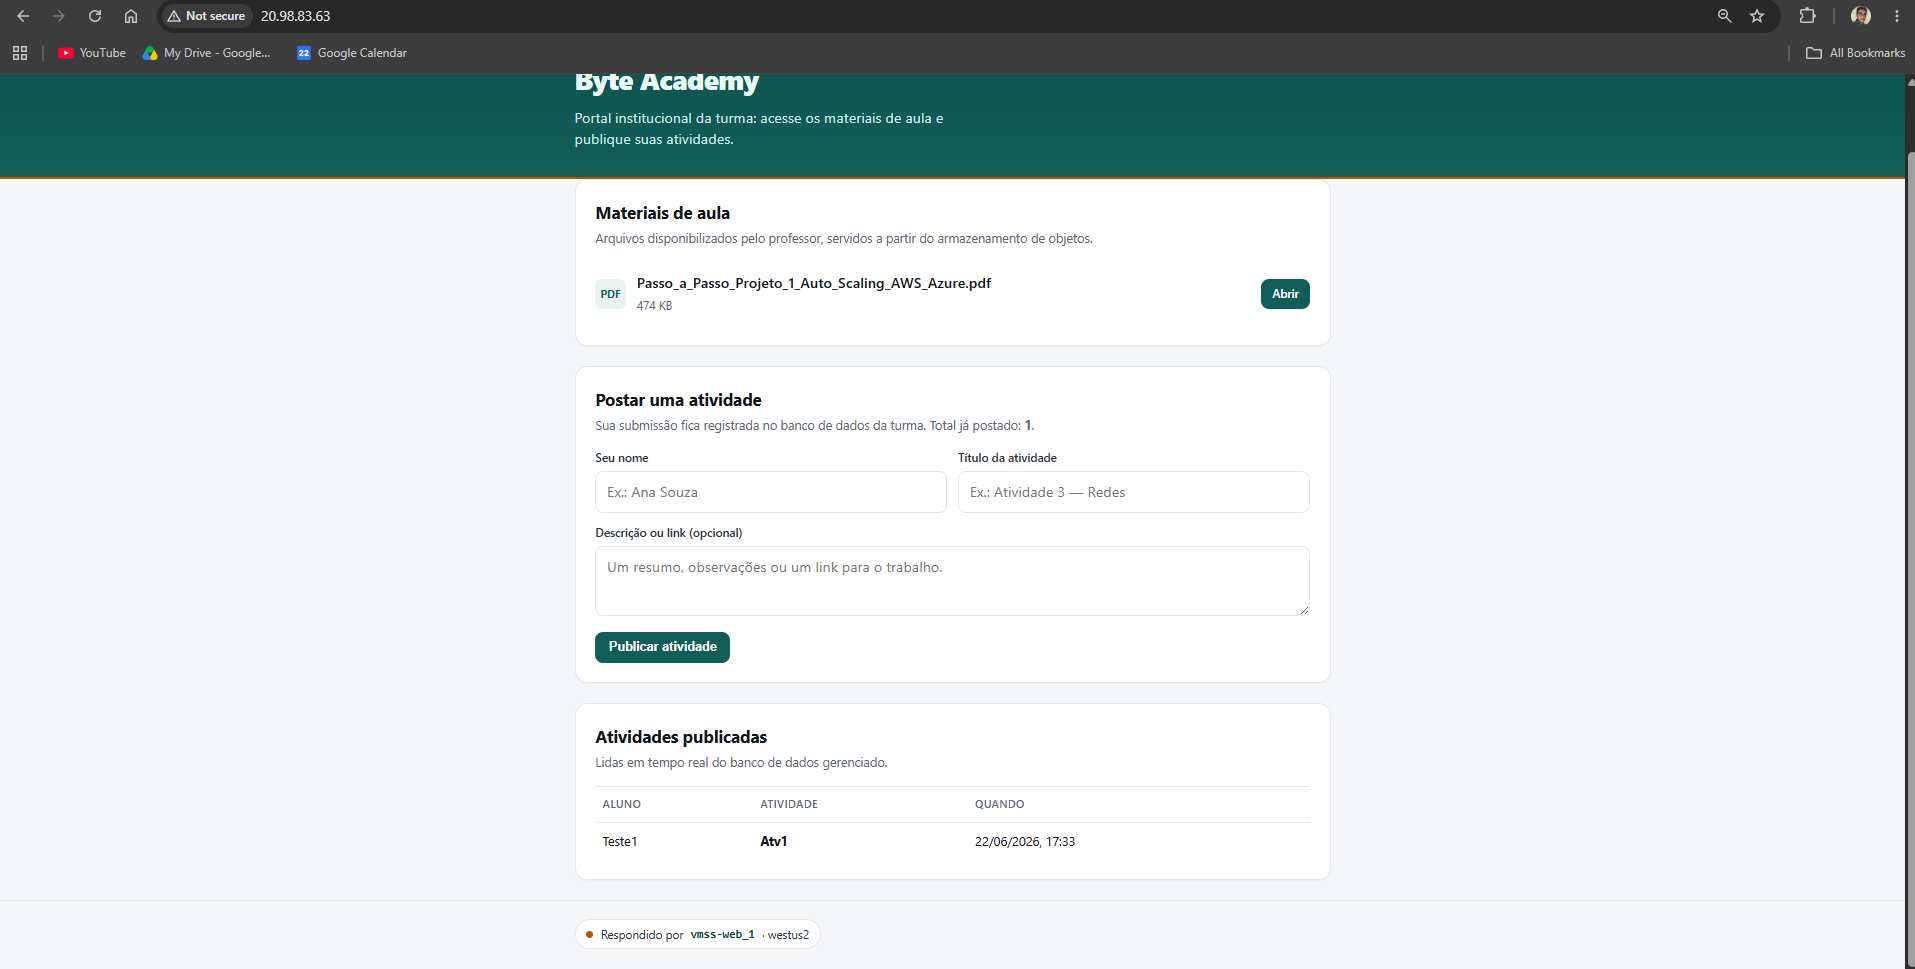 Not secure
20.98.83.63
YouTube
My Drive - Google...
22
Google Calendar
All Bookmarks
Byte Academy
Portal institucional da turma: acesse os materiais de aula e
publique suas atividades.
Materiais de aula
Arquivos disponibilizados pelo professor, servidos a partir do armazenamento de objetos.
PDF
Passo_a_Passo_Projeto_1_Auto_Scaling_AWS_Azure.pdf
474 KB
Abrir
Postar uma atividade
Sua submissão fica registrada no banco de dados da turma. Total já postado: 1.
Seu nome
Título da atividade
Ex.: Ana Souza
Ex.: Atividade 3 — Redes
Descrição ou link (opcional)
Um resumo, observações ou um link para o trabalho.
Publicar atividade
Atividades publicadas
Lidas em tempo real do banco de dados gerenciado.
ALUNO ATIVIDADE QUANDO
Teste1 Atv1 22/06/2026, 17:33
Respondido por vmss-web_1 · westus2